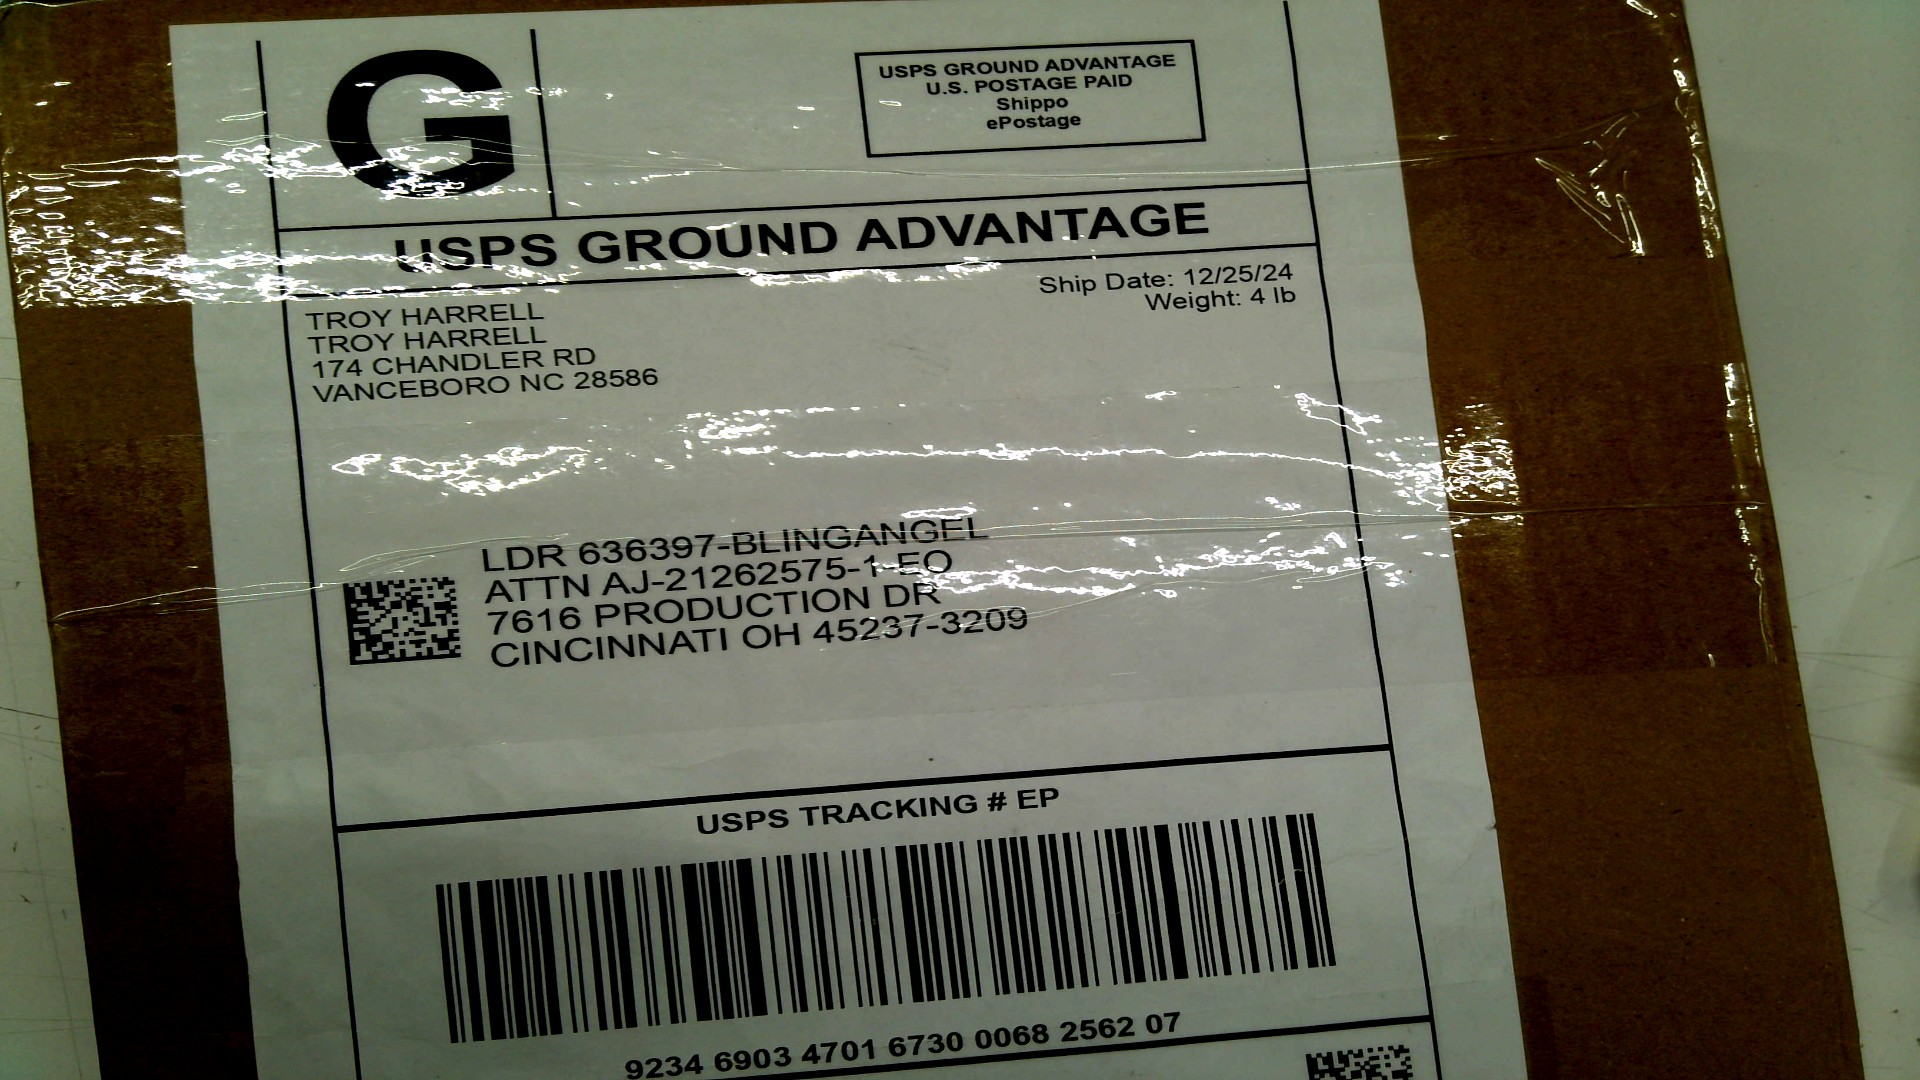 G
USPS GROUND ADVANTAGE
U.S. POSTAGE PAID
Shippo
ePostage
USPS GROUND ADVANTAGE
Ship Date: 12/25/24
Weight: 4 lb
TROY HARRELL
TROY HARRELL
174 CHANDLER RD
VANCEBORO NC 28586
LDR 636397-BLINGANGEL
ATTN AJ-21262575-1-EO
7616 PRODUCTION DR
CINCINNATI OH 45237-3209
USPS TRACKING # EP
9234 6903 4701 6730 0068 2562 07